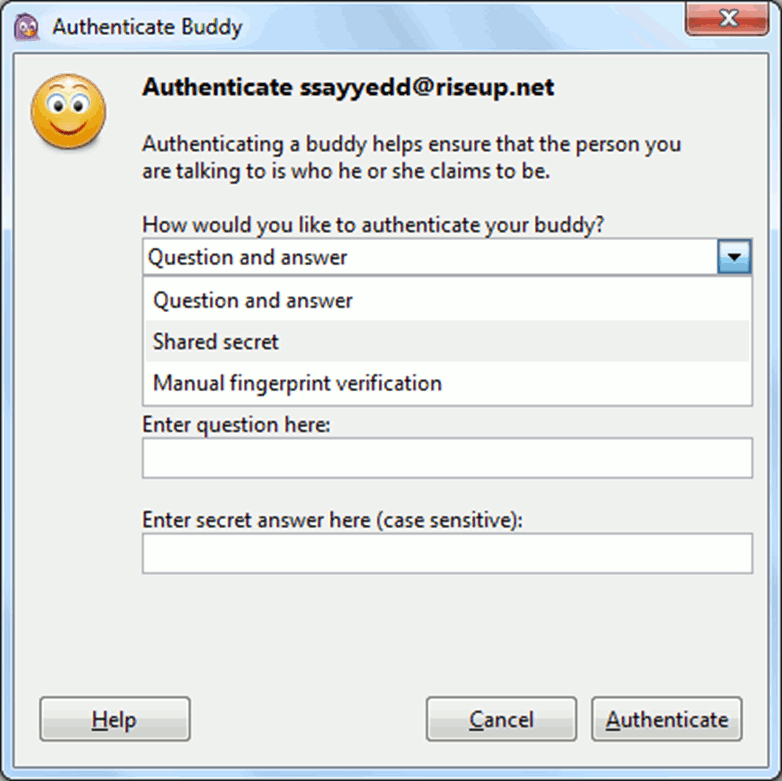 Authenticate Buddy
Authenticate ssayyedd@riseup.net
Authenticating a buddy helps ensure that the person you
are talking to is who he or she claims to be.
How would you like to authenticate your buddy?
Question and answer
Question and answer
Shared secret
Manual fingerprint verification
Enter question here:
Enter secret answer here (case sensitive):
Help Cancel Authenticate